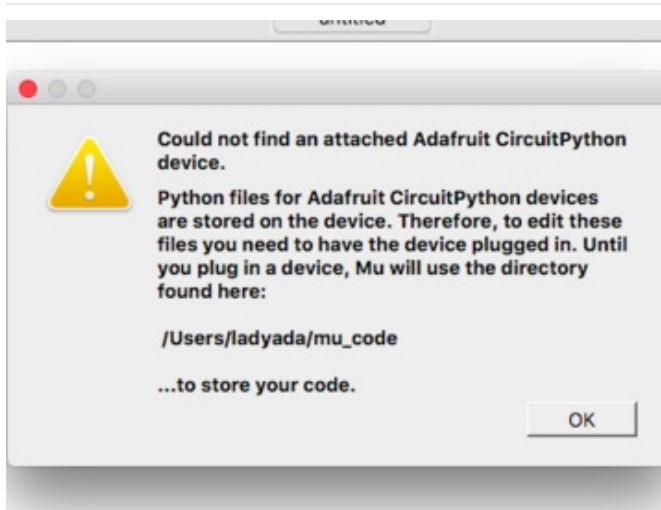 untitled
Could not find an attached Adafruit CircuitPython
device.
Python files for Adafruit CircuitPython devices
are stored on the device. Therefore, to edit these
files you need to have the device plugged in. Until
you plug in a device, Mu will use the directory
found here:
/Users/ladyada/mu_code
...to store your code.
OK